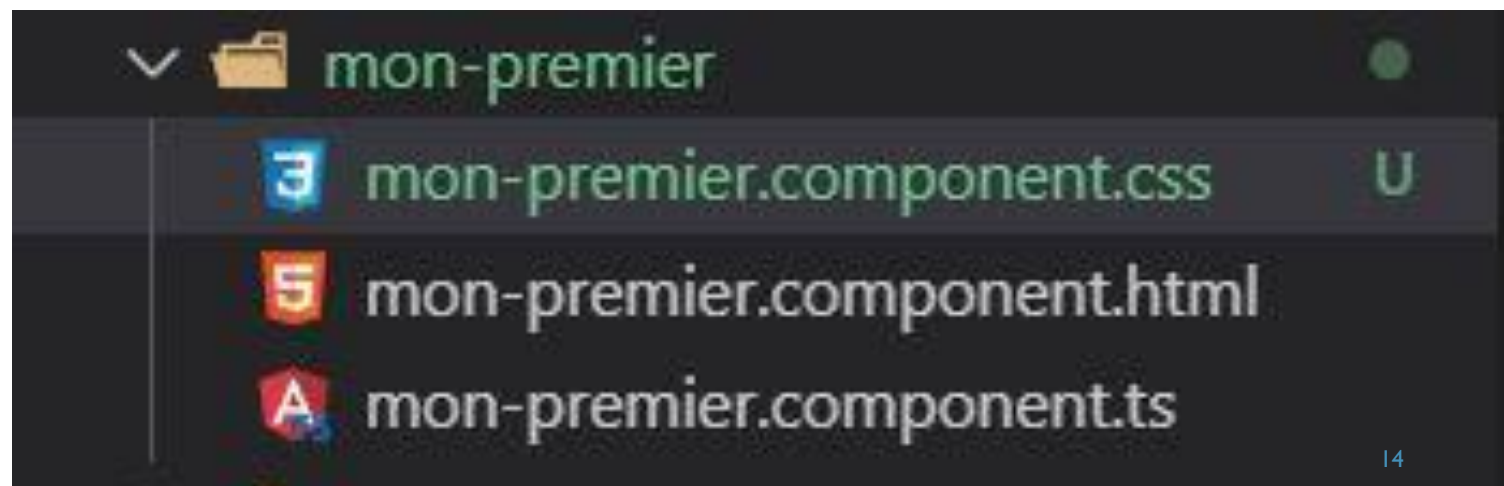 mon-premier
mon-premier.component.css U
mon-premier.component.html
mon-premier.component.ts
14